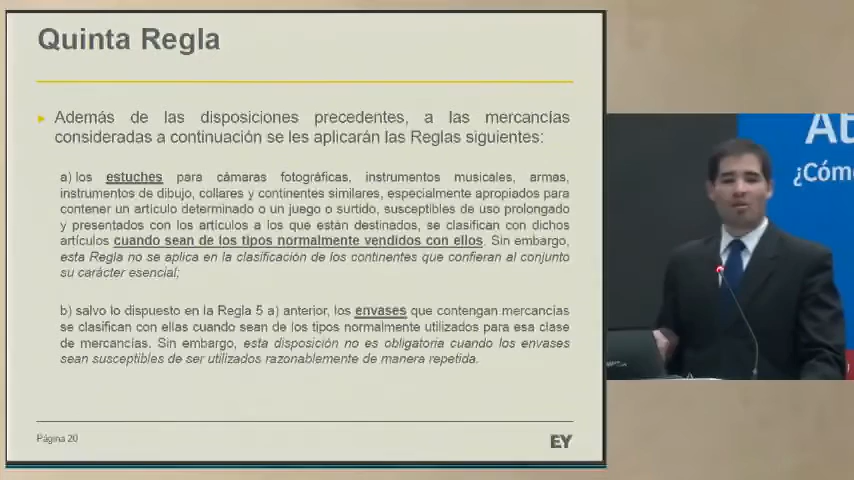 Quinta Regla
Además de las disposiciones precedentes, a las mercancías
consideradas a continuación se les aplicarán las Reglas siguientes:
a) los estuches para cámaras fotográficas, instrumentos musicales, armas,
instrumentos de dibujo, collares y continentes similares, especialmente apropiados para
contener un artículo determinado o un juego o surtido, susceptibles de uso prolongado
y presentados con los artículos a los que están destinados, se clasifican con dichos
artículos cuando sean de los tipos normalmente vendidos con ellos. Sin embargo,
esta Regla no se aplica en la clasificación de los continentes que confieran al conjunto
su carácter esencial;
b) salvo lo dispuesto en la Regla 5 a) anterior, los envases que contengan mercancías
se clasifican con ellas cuando sean de los tipos normalmente utilizados para esa clase
de mercancías. Sin embargo, esta disposición no es obligatoria cuando los envases
sean susceptibles de ser utilizados razonablemente de manera repetida.
Página 20
EY
¿Cóm